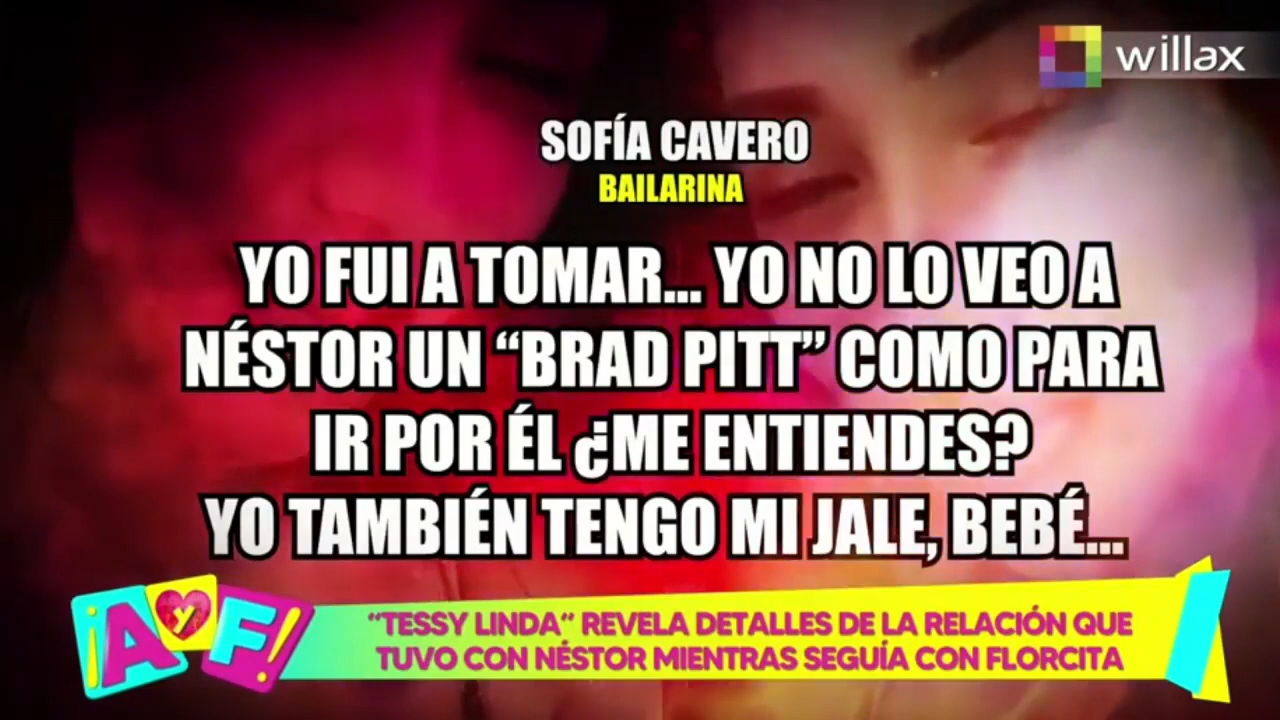 willax
SOFÍA CAVERO
BAILARINA
YO FUI A TOMAR... YO NO LO VEO A
NÉSTOR UN “BRAD PITT” COMO PARA
IR POR ÉL ¿ME ENTIENDES?
YO TAMBIÉN TENGO MI JALE, BEBÉ...
¡AyF!
“TESSY LINDA” REVELA DETALLES DE LA RELACIÓN QUE
TUVO CON NÉSTOR MIENTRAS SEGUÍA CON FLORCITA